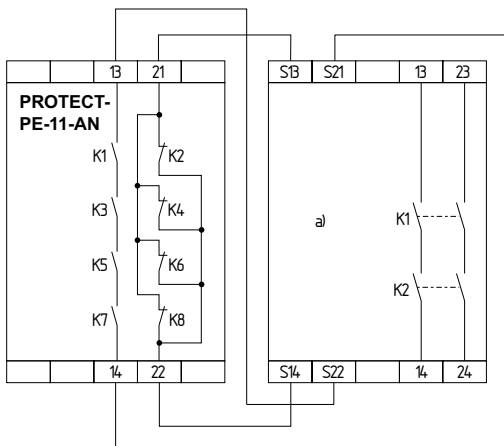 13 21 S13 S21 13 23
PROTECT-
PE-11-AN
K1 K2
K3 K4
a) K1
K5 K6
K2
K7 K8
14 22 S14 S22 14 24